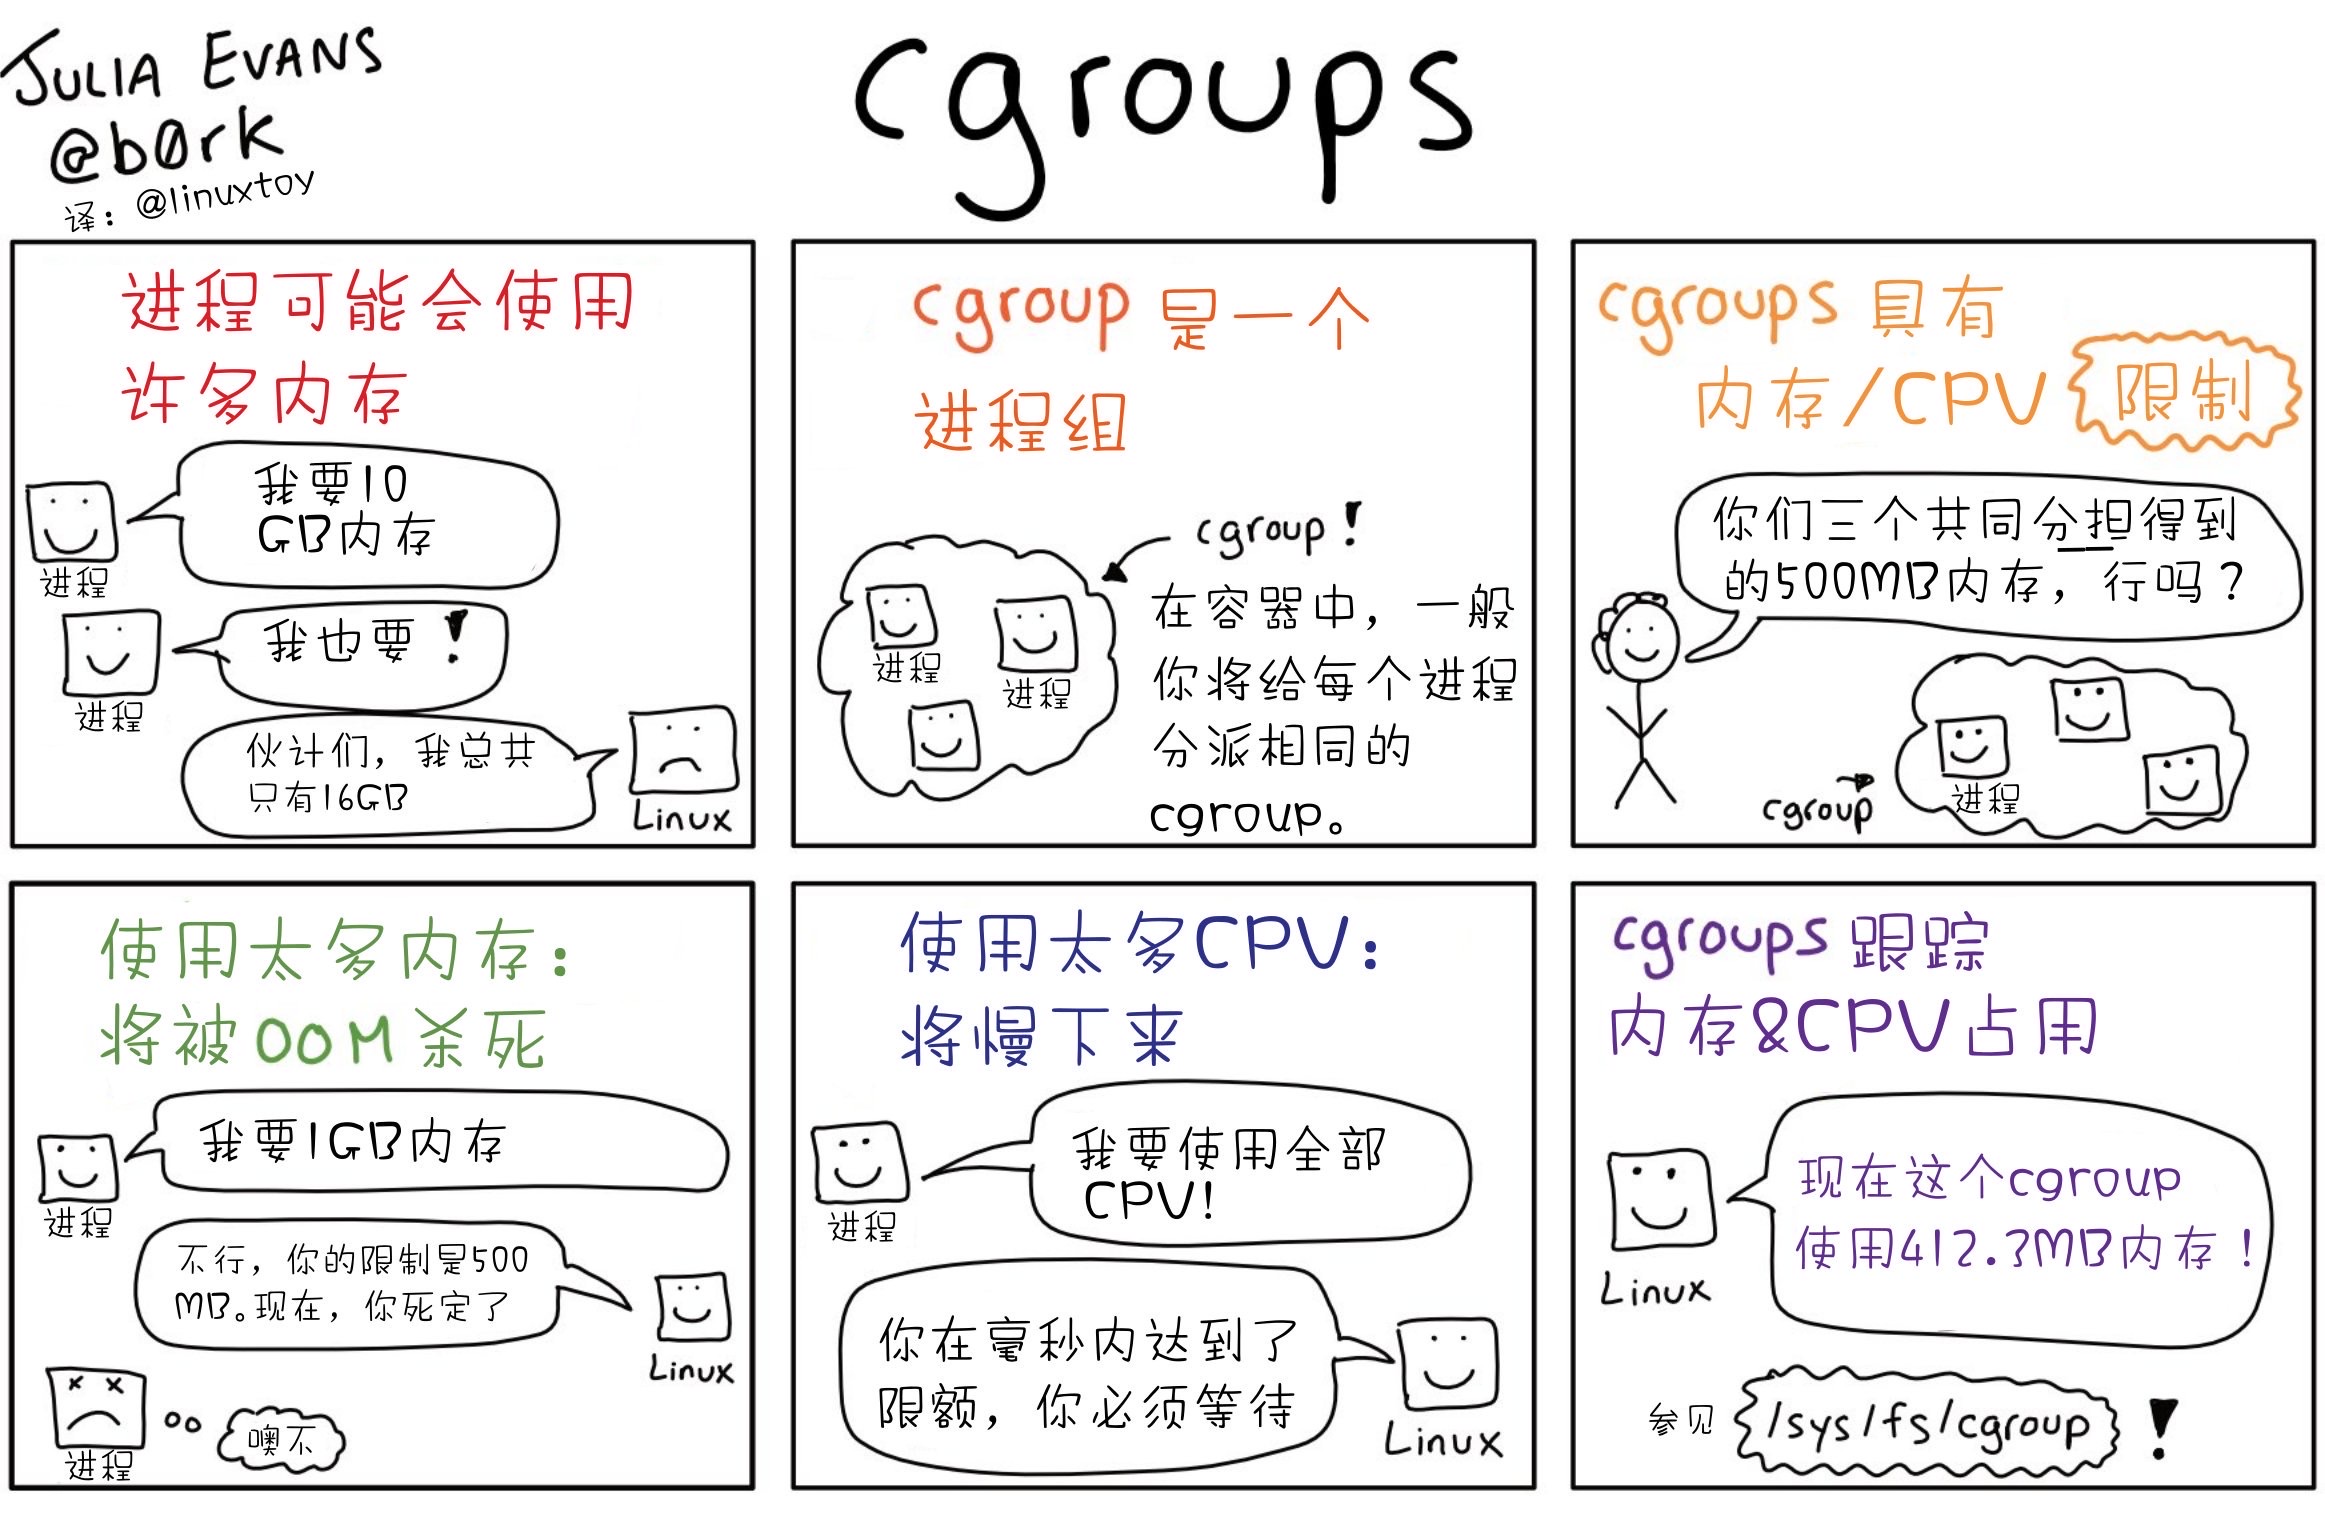 JULIA EVANS
@b0rk
译：@linuxtoy
cgroups
进程可能会使用
许多内存
我要10
GB内存
进程
我也要！
进程
伙计们，我总共
只有16GB
Linux
cgroup 是一个
进程组
cgroup！
在容器中，一般
你将给每个进程
分派相同的
cgroup。
进程
进程
cgroups 具有
内存/CPU 限制
你们三个共同分担得到
的500MB内存，行吗？
进程
cgroup
使用太多内存：
将被OOM杀死
我要1GB内存
进程
不行，你的限制是500
MB。现在，你死定了
Linux
噢不
进程
使用太多CPU：
将慢下来
我要使用全部
CPU!
进程
你在毫秒内达到了
限额，你必须等待
Linux
cgroups 跟踪
内存&CPU占用
现在这个cgroup
使用412.3MB内存！
Linux
参见 /sys/fs/cgroup！